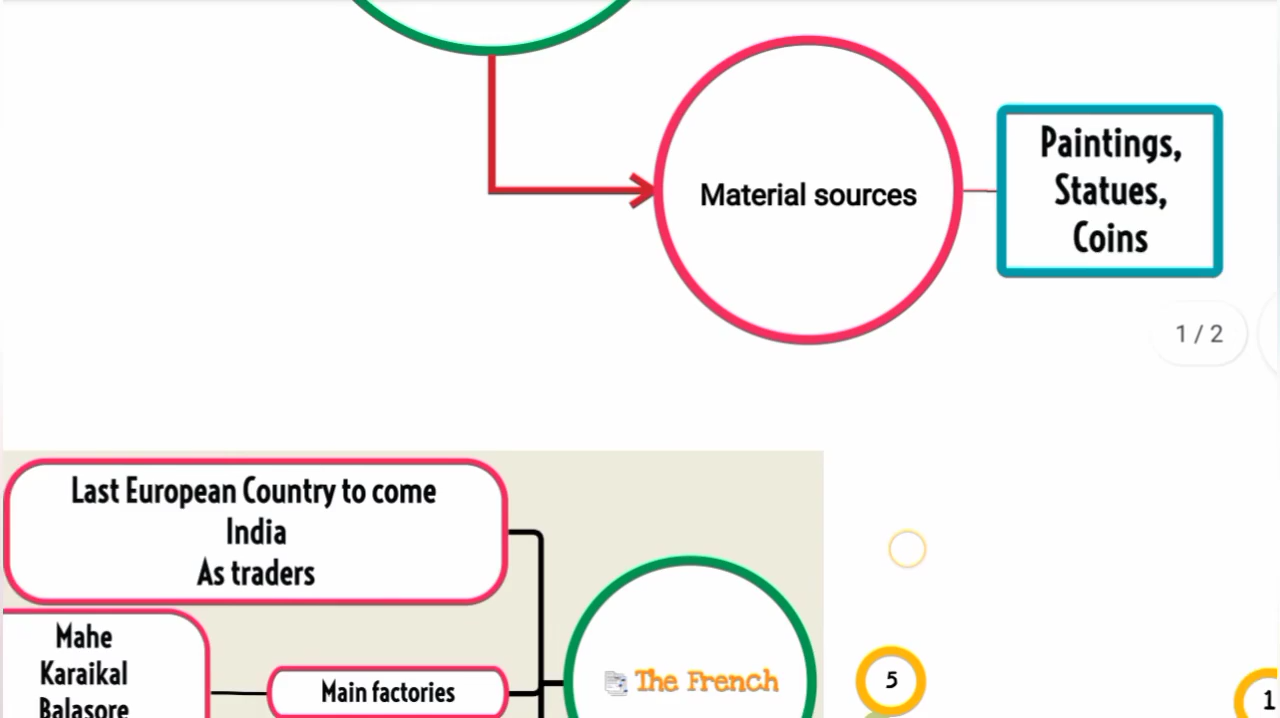 Material sources
Paintings,
Statues,
Coins
1 / 2
Last European Country to come
India
As traders
Mahe
Karaikal
Balasore
Main factories
The French
5
1